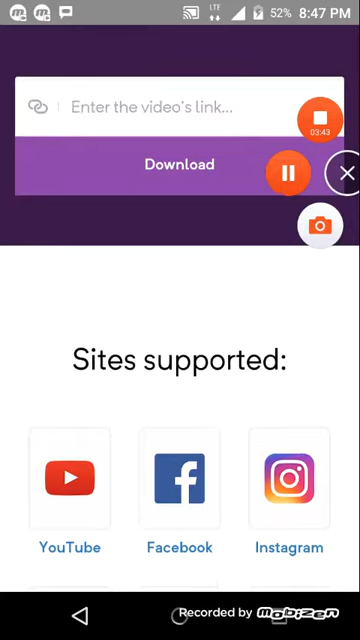 LTE
52% 8:47 PM
Enter the video's link...
03:43
Download
Sites supported:
YouTube Facebook Instagram
Recorded by mobizen